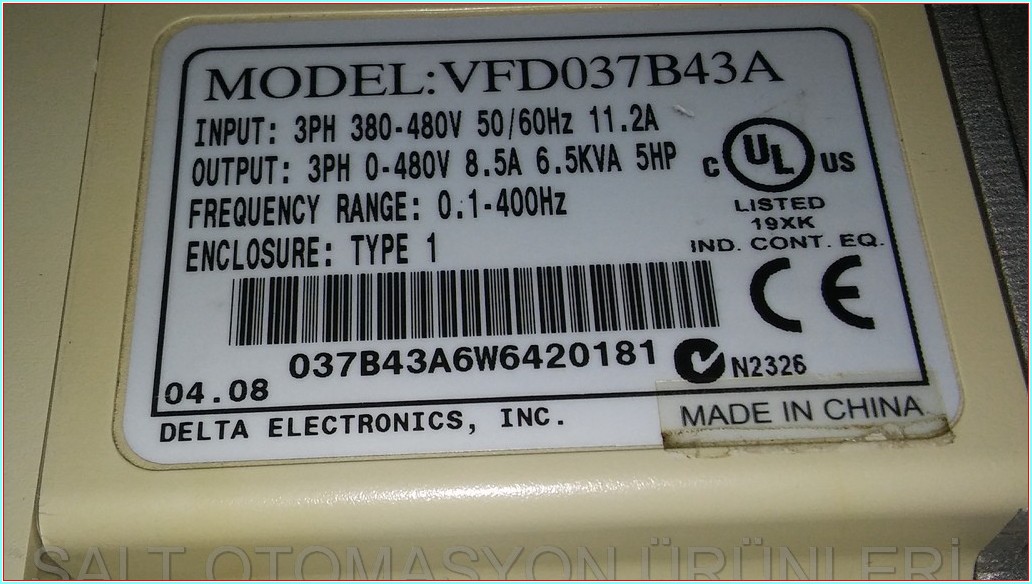 MODEL:VFD037B43A
INPUT: 3PH 380-480V 50/60Hz 11.2A
OUTPUT: 3PH 0-480V 8.5A 6.5KVA 5HP
FREQUENCY RANGE: 0.1-400Hz
ENCLOSURE: TYPE 1
C UL US
LISTED
19XK
IND. CONT. EQ.
CE
037B43A6W6420181
N2326
04.08
DELTA ELECTRONICS, INC.
MADE IN CHINA
SALT OTOMASYON ÜRÜNLERİ